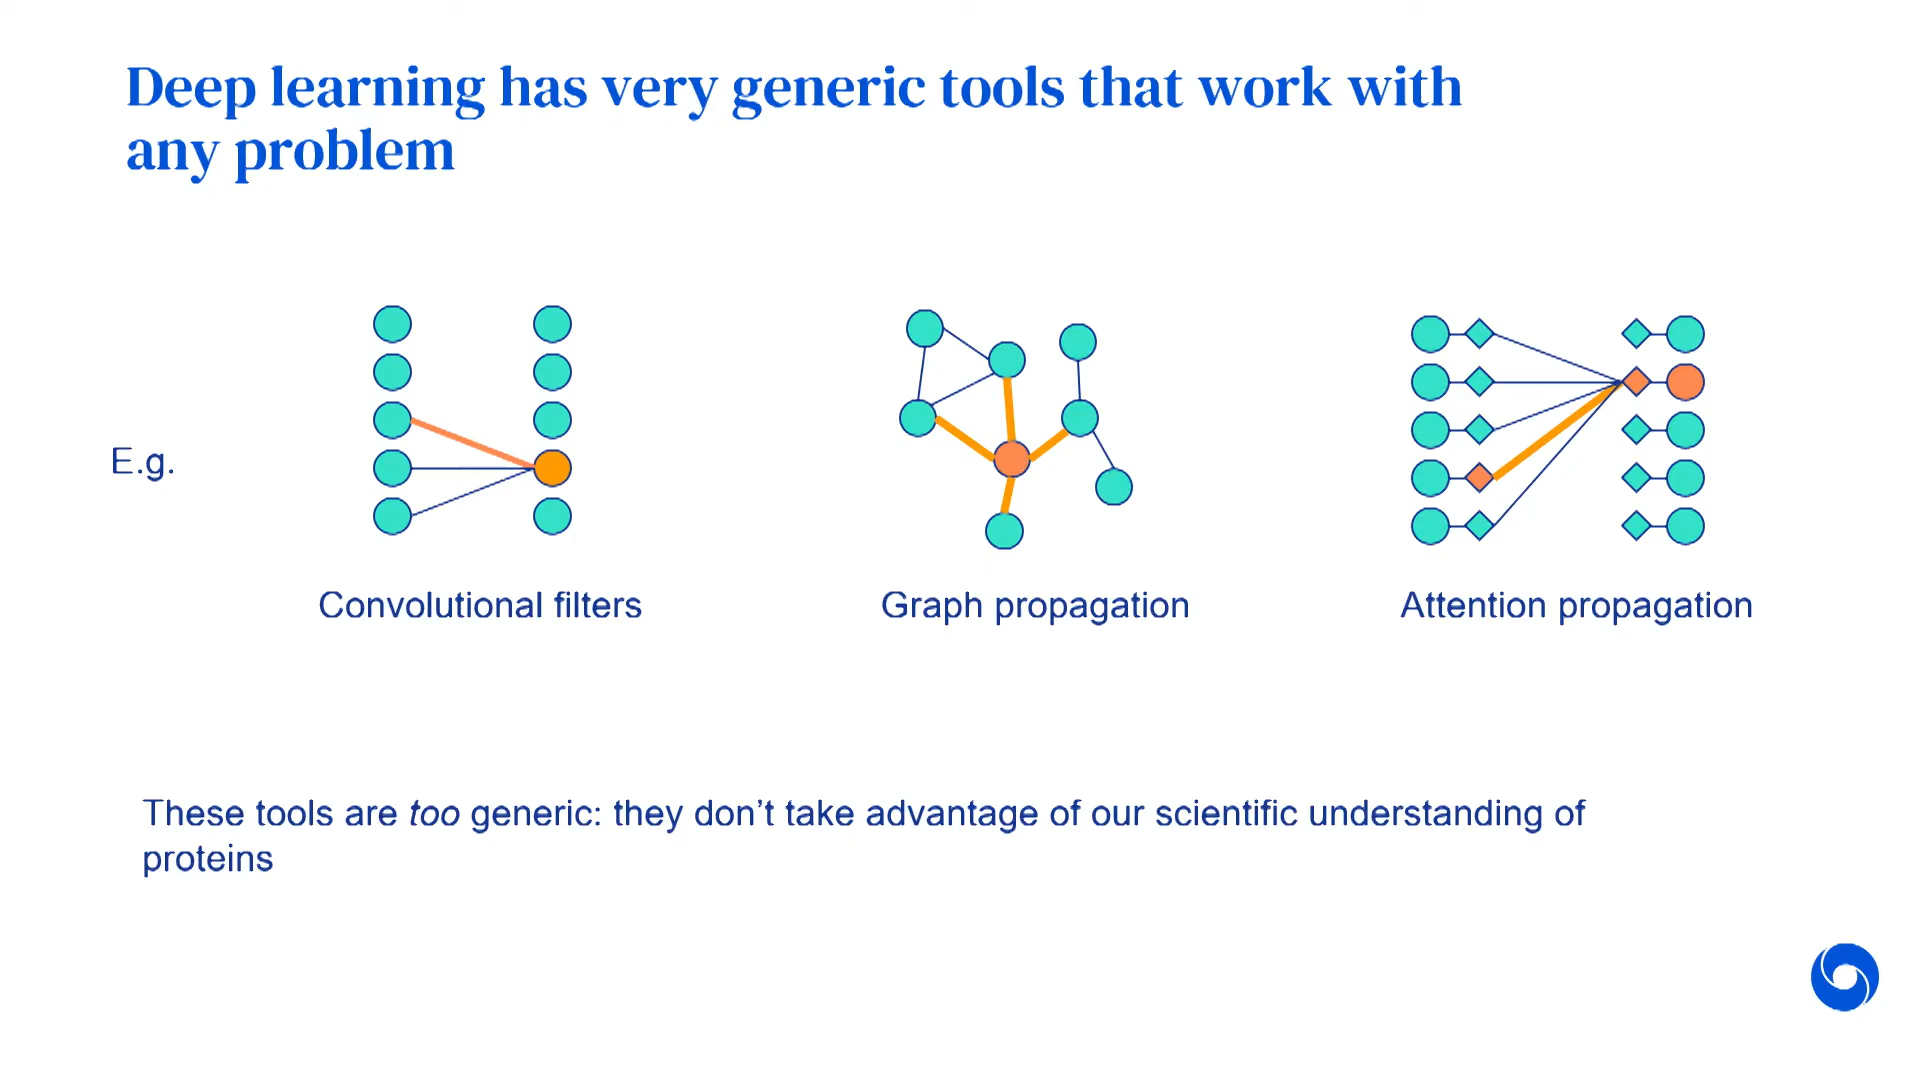 Deep learning has very generic tools that work with
any problem
E.g.
Convolutional filters
Graph propagation
Attention propagation
These tools are too generic: they don’t take advantage of our scientific understanding of
proteins